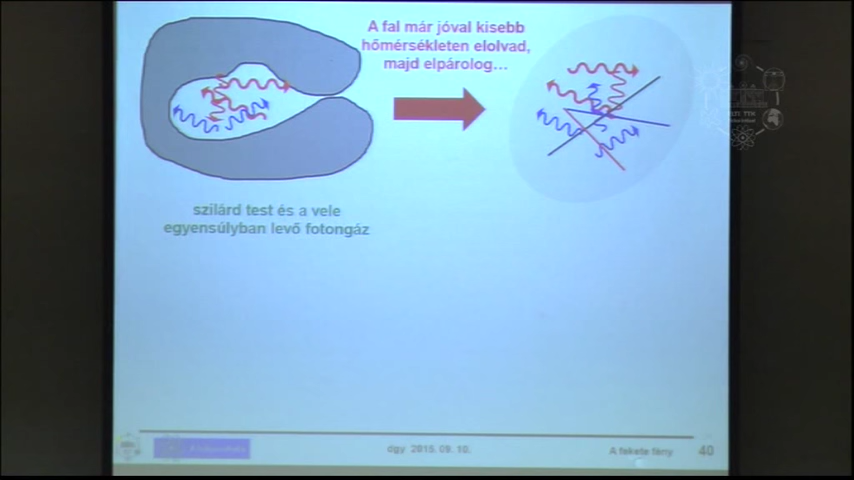 A fal már jóval kisebb
hőmérsékleten elolvad,
majd elpárolog...
szilárd test és a vele
egyensúlyban levő fotongáz
dgy 2015. 09. 10.
A fekete fény
40